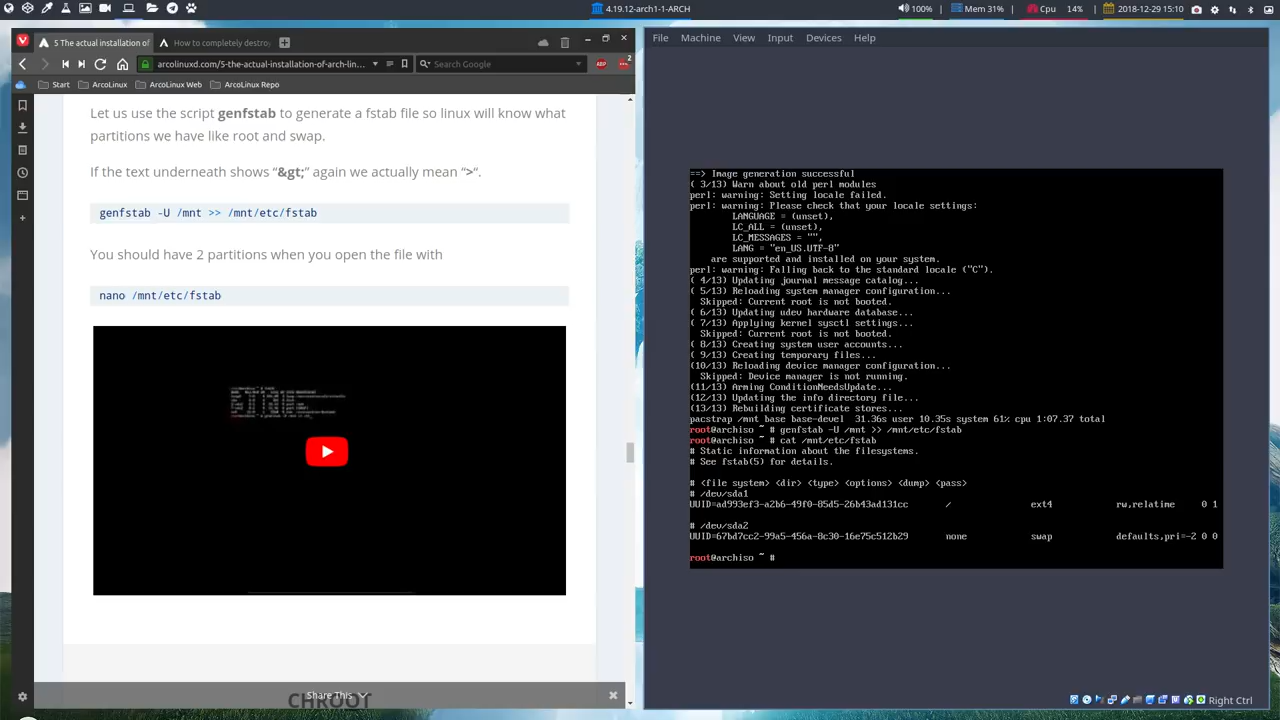 4.19.12-arch1-1-ARCH
100%
Mem 31%
Cpu 14%
2018-12-29 15:10
5 The actual installation of
How to completely destroy
arcolinuxd.com/5-the-actual-installation-of-arch-lin...
Search Google
ABP
2
Start
ArcoLinux
ArcoLinux Web
ArcoLinux Repo
Let us use the script genfstab to generate a fstab file so linux will know what
partitions we have like root and swap.
If the text underneath shows “&gt;” again we actually mean “>“.
genfstab -U /mnt >> /mnt/etc/fstab
You should have 2 partitions when you open the file with
nano /mnt/etc/fstab
Share This
CHROOT
File Machine View Input Devices Help
==> Image generation successful
( 3/13) Warn about old perl modules
perl: warning: Setting locale failed.
perl: warning: Please check that your locale settings:
LANGUAGE = (unset),
LC_ALL = (unset),
LC_MESSAGES = "",
LANG = "en_US.UTF-8"
are supported and installed on your system.
perl: warning: Falling back to the standard locale ("C").
( 4/13) Updating journal message catalog...
( 5/13) Reloading system manager configuration...
Skipped: Current root is not booted.
( 6/13) Updating udev hardware database...
( 7/13) Applying kernel sysctl settings...
Skipped: Current root is not booted.
( 8/13) Creating system user accounts...
( 9/13) Creating temporary files...
(10/13) Reloading device manager configuration...
Skipped: Device manager is not running.
(11/13) Arming ConditionNeedsUpdate...
(12/13) Updating the info directory file...
(13/13) Rebuilding certificate stores...
pacstrap /mnt base base-devel  31.36s user 10.35s system 61% cpu 1:07.37 total
root@archiso ~ # genfstab -U /mnt >> /mnt/etc/fstab
root@archiso ~ # cat /mnt/etc/fstab
# Static information about the filesystems.
# See fstab(5) for details.
# <file system> <dir> <type> <options> <dump> <pass>
# /dev/sda1
UUID=ad993ef3-a2b6-49f0-85d5-26b43ad131cc / ext4 rw,relatime 0 1
# /dev/sda2
UUID=67bd7cc2-99a5-456a-8c30-16e75c512b29 none swap defaults,pri=-2 0 0
root@archiso ~ #
Right Ctrl